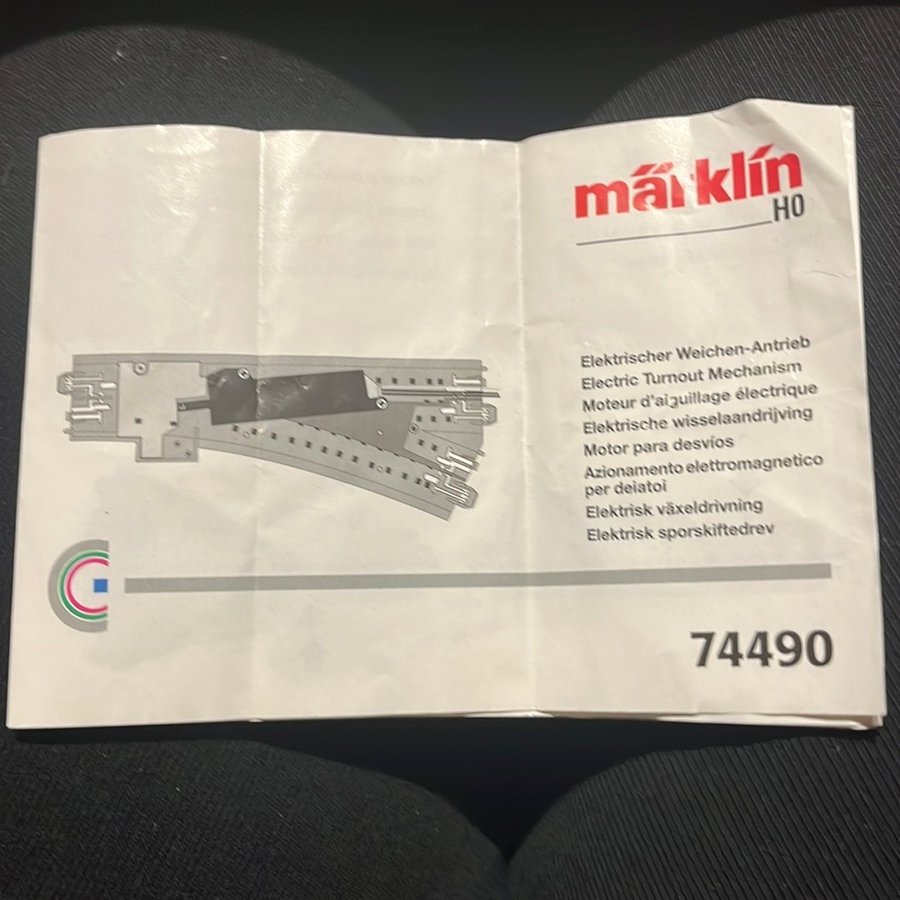 märklín
H0
Elektrischer Weichen-Antrieb
Electric Turnout Mechanism
Moteur d'aiguillage électrique
Elektrische wisselaandrijving
Motor para desvíos
Azionamento elettromagnetico
per deiatoi
Elektrisk växeldrivning
Elektrisk sporskiftedrev
74490